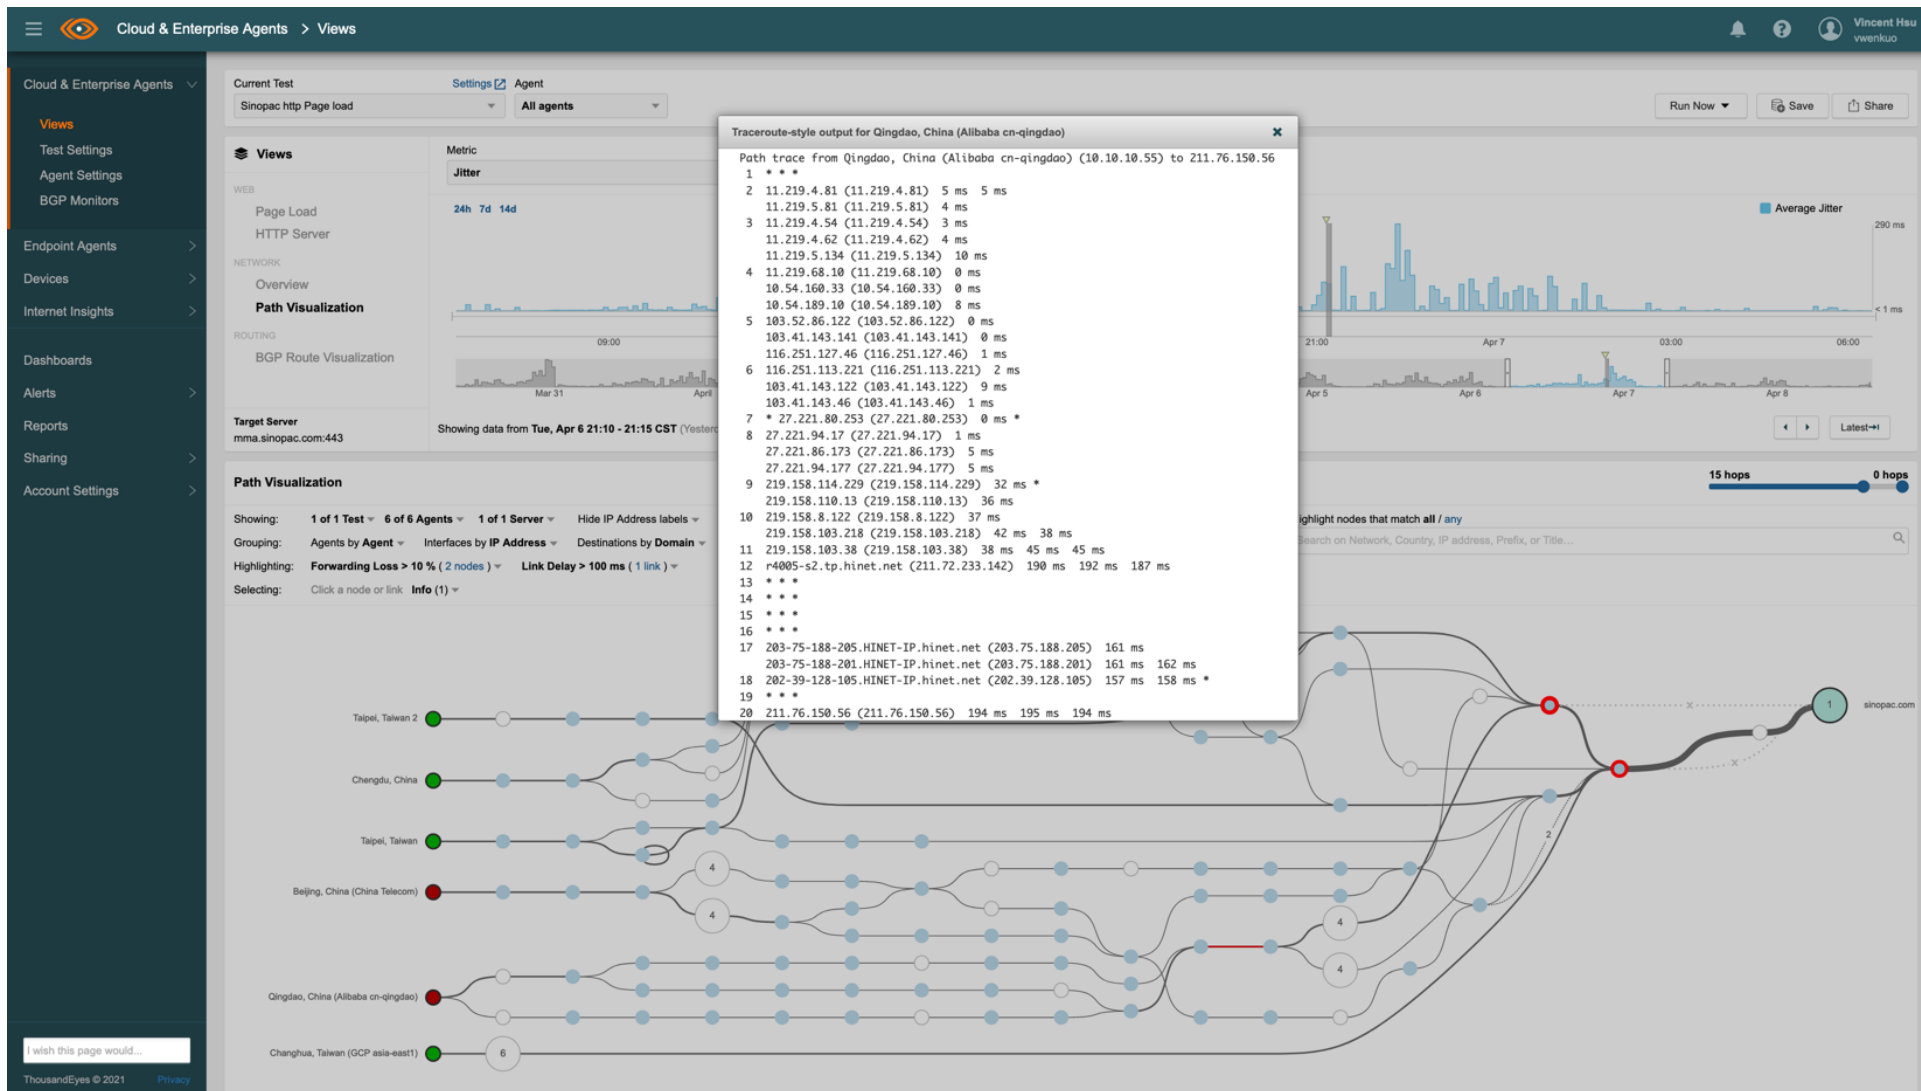 Cloud & Enterprise Agents > Views
Vincent Hsu
vwenkuo
Cloud & Enterprise Agents
Views
Test Settings
Agent Settings
BGP Monitors
Endpoint Agents
Devices
Internet Insights
Dashboards
Alerts
Reports
Sharing
Account Settings
I wish this page would...
ThousandEyes © 2021 Privacy
Current Test Settings Agent
Sinopac http Page load All agents
Run Now Save Share
Views
WEB
Page Load
HTTP Server
NETWORK
Overview
Path Visualization
ROUTING
BGP Route Visualization
Target Server
mma.sinopac.com:443
Metric
Jitter
24h 7d 14d
Average Jitter
290 ms
< 1 ms
09:00 21:00 Apr 7 03:00 06:00
Mar 31 April Apr 5 Apr 6 Apr 7 Apr 8
Showing data from Tue, Apr 6 21:10 - 21:15 CST (Yesterd
Latest
Traceroute-style output for Qingdao, China (Alibaba cn-qingdao)
Path trace from Qingdao, China (Alibaba cn-qingdao) (10.10.10.55) to 211.76.150.56
1 * * *
2 11.219.4.81 (11.219.4.81) 5 ms 5 ms
11.219.5.81 (11.219.5.81) 4 ms
3 11.219.4.54 (11.219.4.54) 3 ms
11.219.4.62 (11.219.4.62) 4 ms
11.219.5.134 (11.219.5.134) 10 ms
4 11.219.68.10 (11.219.68.10) 0 ms
10.54.160.33 (10.54.160.33) 0 ms
10.54.189.10 (10.54.189.10) 8 ms
5 103.52.86.122 (103.52.86.122) 0 ms
103.41.143.141 (103.41.143.141) 0 ms
116.251.127.46 (116.251.127.46) 1 ms
6 116.251.113.221 (116.251.113.221) 2 ms
103.41.143.122 (103.41.143.122) 9 ms
103.41.143.46 (103.41.143.46) 1 ms
7 * 27.221.80.253 (27.221.80.253) 0 ms *
8 27.221.94.17 (27.221.94.17) 1 ms
27.221.86.173 (27.221.86.173) 5 ms
27.221.94.177 (27.221.94.177) 5 ms
9 219.158.114.229 (219.158.114.229) 32 ms *
219.158.110.13 (219.158.110.13) 36 ms
10 219.158.8.122 (219.158.8.122) 37 ms
219.158.103.218 (219.158.103.218) 42 ms 38 ms
11 219.158.103.38 (219.158.103.38) 38 ms 45 ms 45 ms
12 r4005-s2.tp.hinet.net (211.72.233.142) 190 ms 192 ms 187 ms
13 * * *
14 * * *
15 * * *
16 * * *
17 203-75-188-205.HINET-IP.hinet.net (203.75.188.205) 161 ms
203-75-188-201.HINET-IP.hinet.net (203.75.188.201) 161 ms 162 ms
18 202-39-128-105.HINET-IP.hinet.net (202.39.128.105) 157 ms 158 ms *
19 * * *
20 211.76.150.56 (211.76.150.56) 194 ms 195 ms 194 ms
Path Visualization
15 hops 0 hops
Showing: 1 of 1 Test 6 of 6 Agents 1 of 1 Server Hide IP Address labels
Grouping: Agents by Agent Interfaces by IP Address Destinations by Domain
Highlighting: Forwarding Loss > 10 % ( 2 nodes ) Link Delay > 100 ms ( 1 link )
Selecting: Click a node or link Info (1)
ighlight nodes that match all / any
Search on Network, Country, IP address, Prefix, or Title...
Taipei, Taiwan 2
Chengdu, China
Taipei, Taiwan
Beijing, China (China Telecom)
Qingdao, China (Alibaba cn-qingdao)
Changhua, Taiwan (GCP asia-east1)
4
4
6
4
4
2
1
sinopac.com